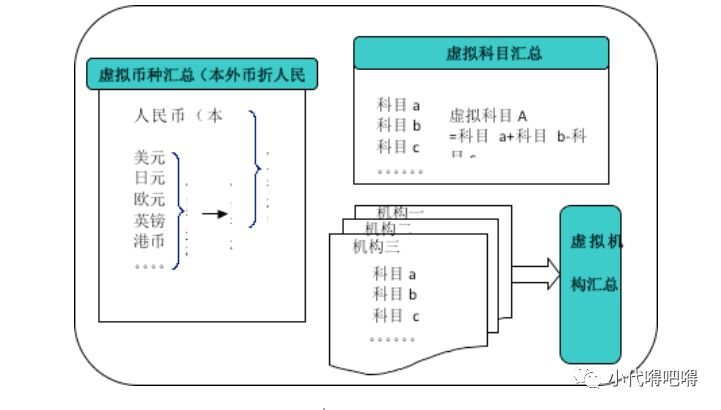 虚拟币种汇总（本外币折人民
人民币（本
美元
日元
欧元
英镑
港币
。。。。
虚拟科目汇总
科目 a
科目 b
科目 c
。。。。。。
虚拟科目 A
=科目 a+科目 b-科
机构一
机构二
机构三
科目 a
科目 b
科目 c
。。。。。。
虚拟机
构汇总
小代嘚吧嘚